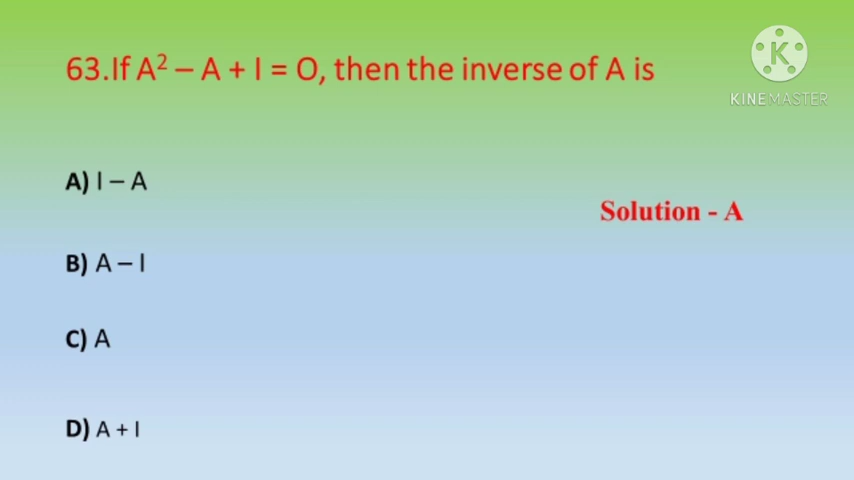 63.If A² – A + I = O, then the inverse of A is
K
KINEMASTER
A) I – A
Solution - A
B) A – I
C) A
D) A + I